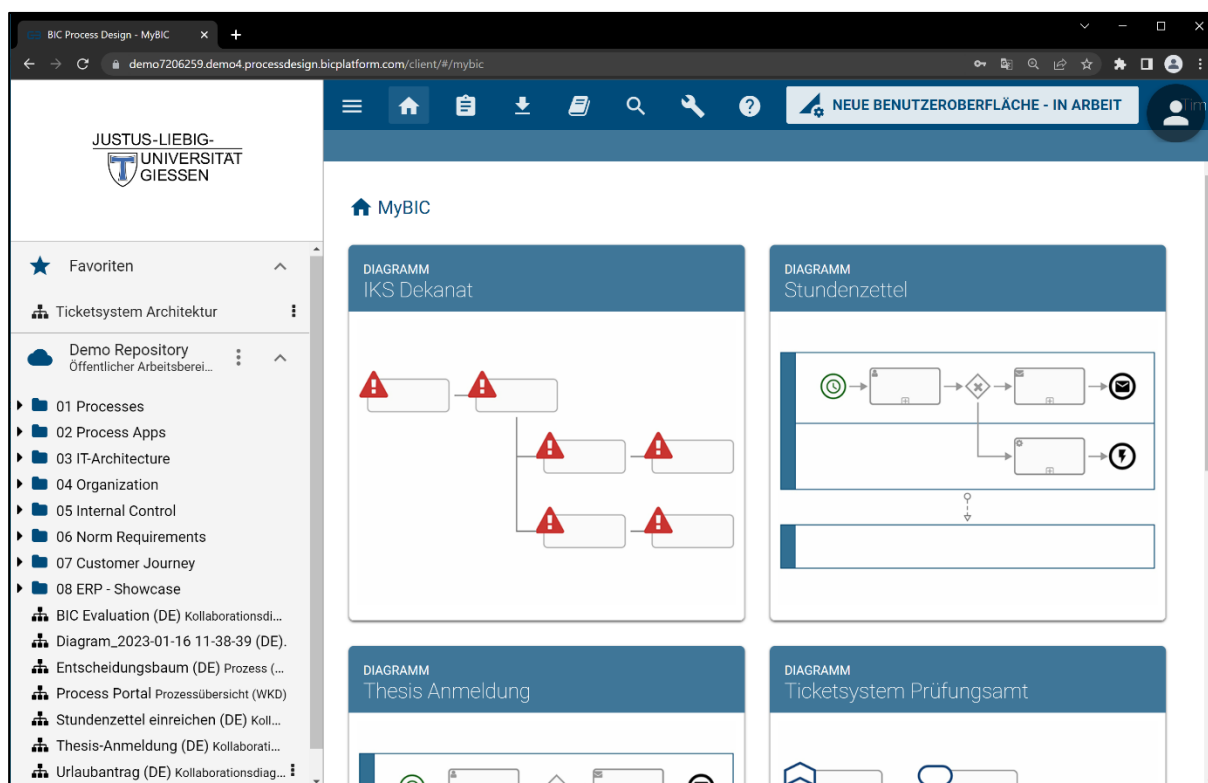 BIC Process Design - MyBIC
demo7206259.demo4.processdesign.bicplatform.com/client/#/mybic
JUSTUS-LIEBIG-
UNIVERSITÄT
GIESSEN
NEUE BENUTZEROBERFLÄCHE - IN ARBEIT
Tim
MyBIC
Favoriten
Ticketsystem Architektur
Demo Repository
Öffentlicher Arbeitsberei...
01 Processes
02 Process Apps
03 IT-Architecture
04 Organization
05 Internal Control
06 Norm Requirements
07 Customer Journey
08 ERP - Showcase
BIC Evaluation (DE) Kollaborationsdi...
Diagram_2023-01-16 11-38-39 (DE).
Entscheidungsbaum (DE) Prozess (...
Process Portal Prozessübersicht (WKD)
Stundenzettel einreichen (DE) Koll...
Thesis-Anmeldung (DE) Kollaborati...
Urlaubantrag (DE) Kollaborationsdiag...
DIAGRAMM
IKS Dekanat
DIAGRAMM
Stundenzettel
DIAGRAMM
Thesis Anmeldung
DIAGRAMM
Ticketsystem Prüfungsamt